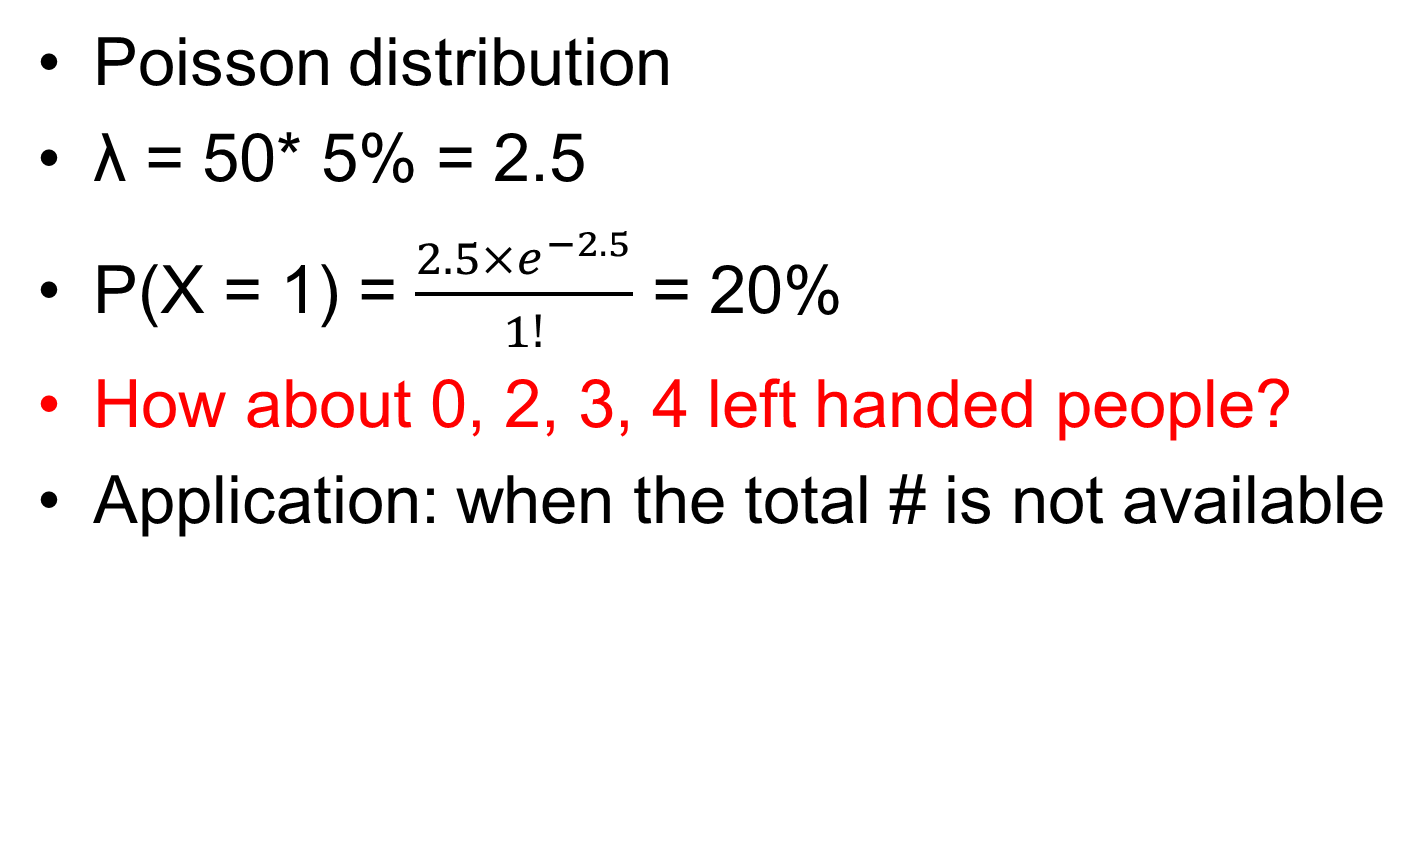 • Poisson distribution
• λ = 50* 5% = 2.5
• P(X = 1) = \frac{2.5×e^{−2.5}}{1!} = 20%
• How about 0, 2, 3, 4 left handed people?
• Application: when the total # is not available